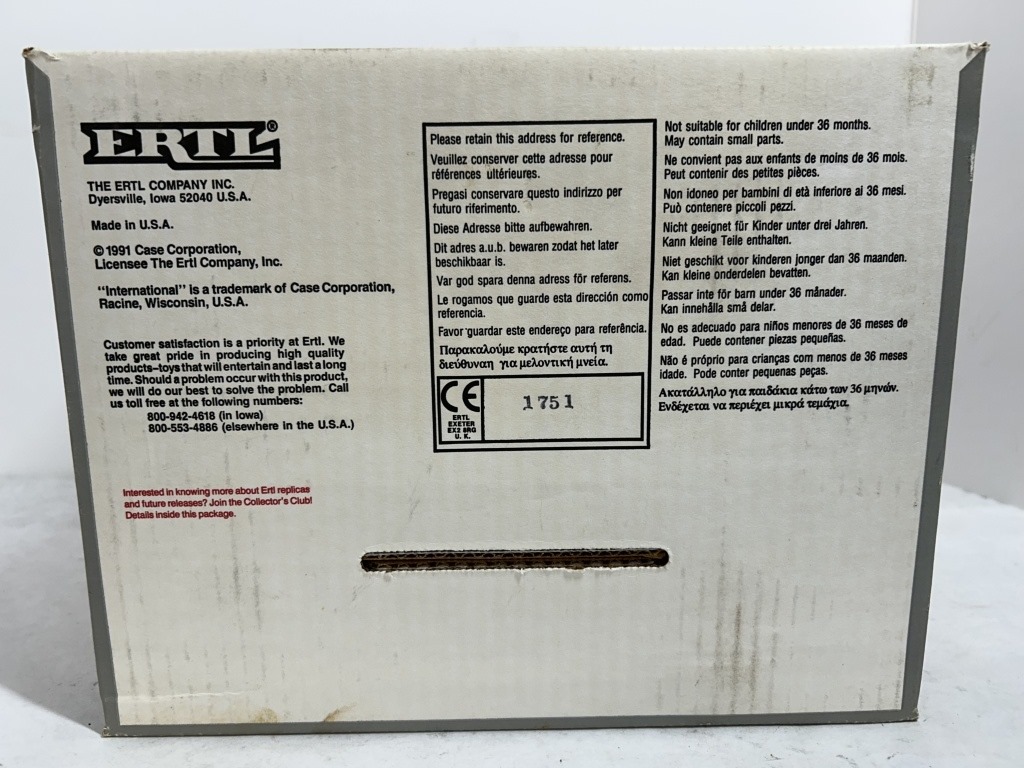 ERTL®
THE ERTL COMPANY INC.
Dyersville, Iowa 52040 U.S.A.
Made in U.S.A.
© 1991 Case Corporation,
Licensee The Ertl Company, Inc.
"International" is a trademark of Case Corporation,
Racine, Wisconsin, U.S.A.
Customer satisfaction is a priority at Ertl. We
take great pride in producing high quality
products–toys that will entertain and last a long
time. Should a problem occur with this product,
we will do our best to solve the problem. Call
us toll free at the following numbers:
800-942-4618 (in Iowa)
800-553-4886 (elsewhere in the U.S.A.)
Interested in knowing more about Ertl replicas
and future releases? Join the Collector's Club!
Details inside this package.
Please retain this address for reference.
Veuillez conserver cette adresse pour
références ultérieures.
Pregasi conservare questo indirizzo per
futuro riferimento.
Diese Adresse bitte aufbewahren.
Dit adres a.u.b. bewaren zodat het later
beschikbaar is.
Var god spara denna adress för referens.
Le rogamos que guarde esta dirección como
referencia.
Favor guardar este endereço para referência.
Παρακαλούμε κρατήστε αυτή τη
διεύθυναη για μελοντική μνεία.
CE
ERTL
EXETER
EX2 8RG
U. K.
1751
Not suitable for children under 36 months.
May contain small parts.
Ne convient pas aux enfants de moins de 36 mois.
Peut contenir des petites pièces.
Non idoneo per bambini di età inferiore ai 36 mesi.
Può contenere piccoli pezzi.
Nicht geeignet für Kinder unter drei Jahren.
Kann kleine Teile enthalten.
Niet geschikt voor kinderen jonger dan 36 maanden.
Kan kleine onderdelen bevatten.
Passar inte för barn under 36 månader.
Kan innehålla små delar.
No es adecuado para niños menores de 36 meses de
edad. Puede contener piezas pequeñas.
Não é próprio para crianças com menos de 36 meses
idade. Pode conter pequenas peças.
Ακατάλληλο για παιδάκια κάτω των 36 μηνών.
Ενδέχεται να περιέχει μικρά τεμάχια.